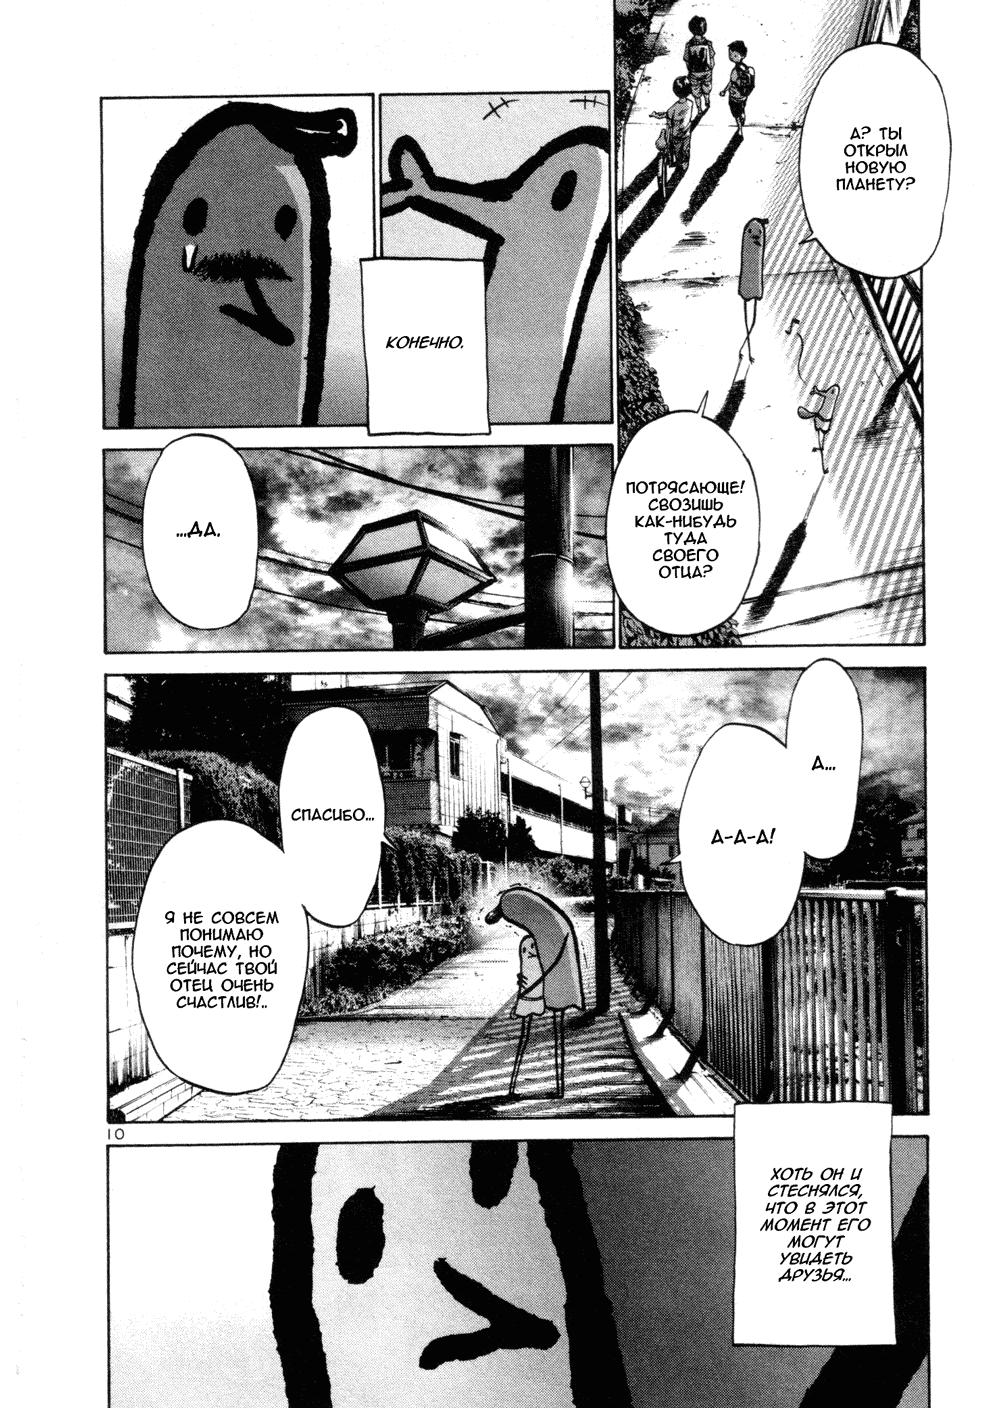 А? ТЫ
ОТКРЫЛ
НОВУЮ
ПЛАНЕТУ?
ПОТРЯСАЮЩЕ!
СВОЗИШЬ
КАК-НИБУДЬ
ТУДА
СВОЕГО
ОТЦА?
КОНЕЧНО.
...ДА.
А...
А-А-А!
СПАСИБО...
Я НЕ СОВСЕМ
ПОНИМАЮ
ПОЧЕМУ, НО
СЕЙЧАС ТВОЙ
ОТЕЦ ОЧЕНЬ
СЧАСТЛИВ!..
10
ХОТЬ ОН И
СТЕСНЯЛСЯ,
ЧТО В ЭТОТ
МОМЕНТ ЕГО
МОГУТ
УВИДЕТЬ
ДРУЗЬЯ...